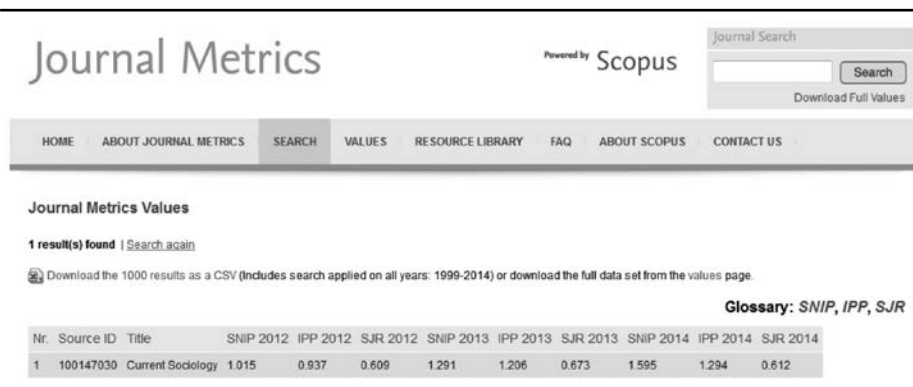 Journal Metrics
Powered by Scopus
Journal Search
Search
Download Full Values
HOME ABOUT JOURNAL METRICS SEARCH VALUES RESOURCE LIBRARY FAQ ABOUT SCOPUS CONTACT US
Journal Metrics Values
1 result(s) found | Search again
Download the 1000 results as a CSV (Includes search applied on all years: 1999-2014) or download the full data set from the values page.
Glossary: SNIP, IPP, SJR
Nr. Source ID Title SNIP 2012 IPP 2012 SJR 2012 SNIP 2013 IPP 2013 SJR 2013 SNIP 2014 IPP 2014 SJR 2014
1 100147030 Current Sociology 1.015 0.937 0.609 1.291 1.206 0.673 1.595 1.294 0.612